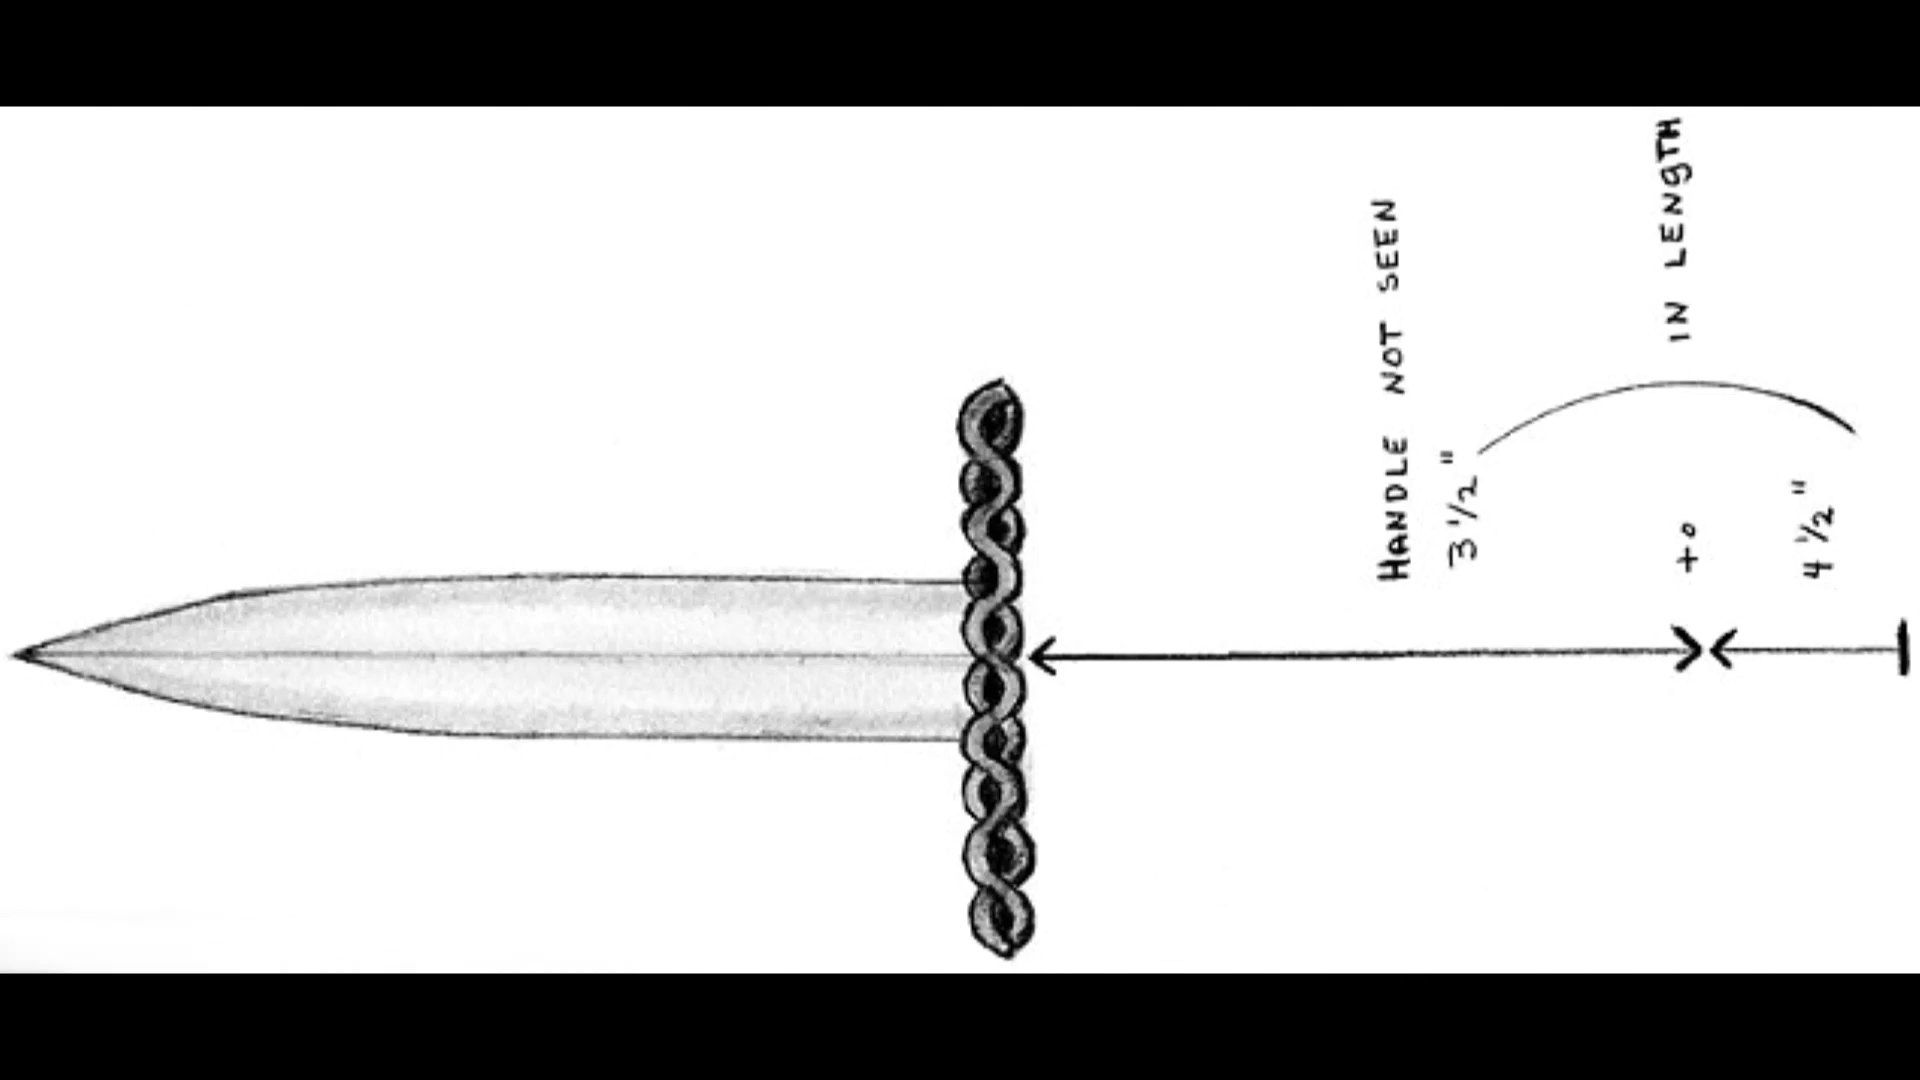 HANDLE NOT SEEN
3 1/2"
to
4 1/2"
IN LENGTH